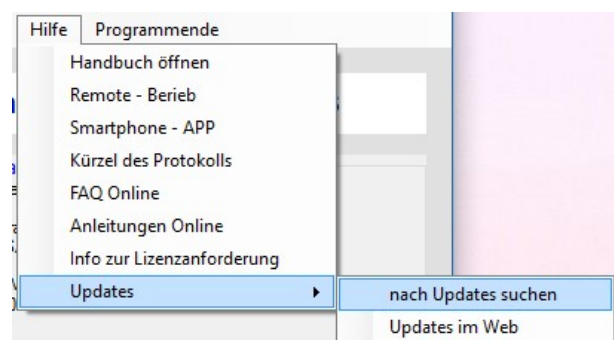 Hilfe Programmende
Handbuch öffnen
Remote - Berieb
Smartphone - APP
Kürzel des Protokolls
FAQ Online
Anleitungen Online
Info zur Lizenzanforderung
Updates
nach Updates suchen
Updates im Web